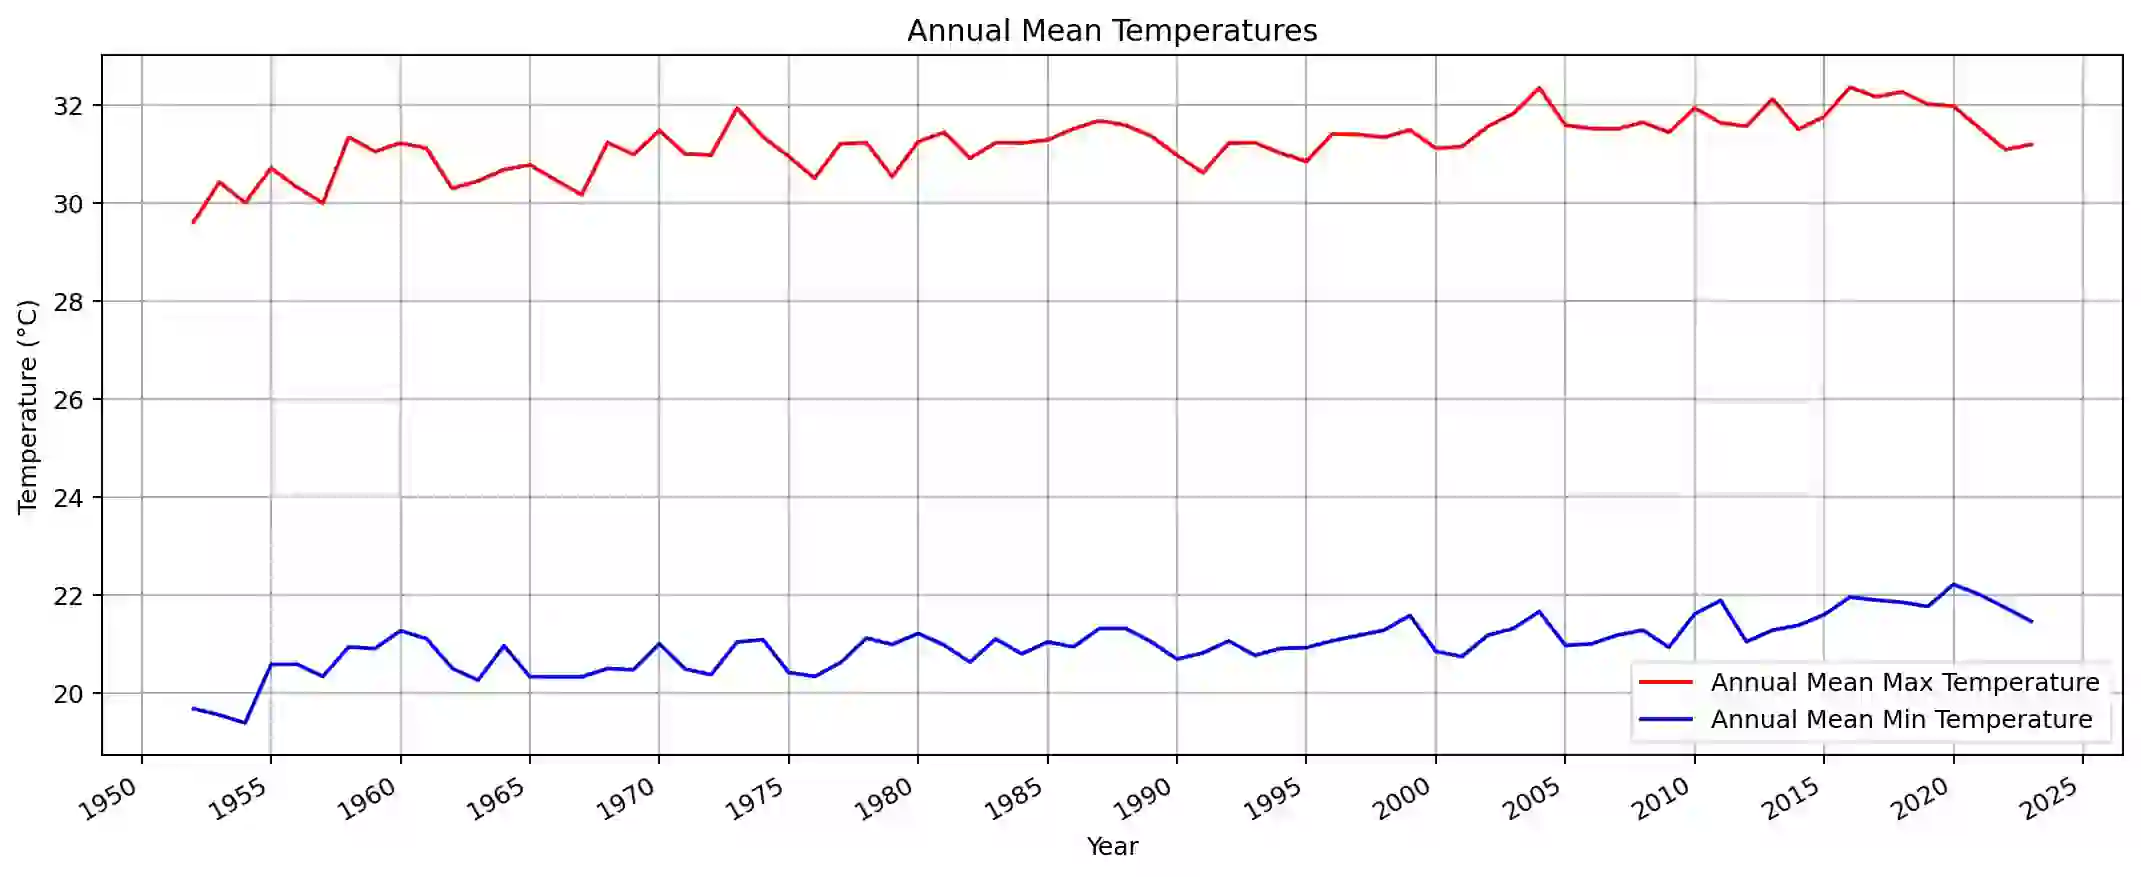 Annual Mean Temperatures
32
30
28
26
24
22
20
Temperature (°C)
Annual Mean Max Temperature
Annual Mean Min Temperature
1950 1955 1960 1965 1970 1975 1980 1985 1990 1995 2000 2005 2010 2015 2020 2025
Year